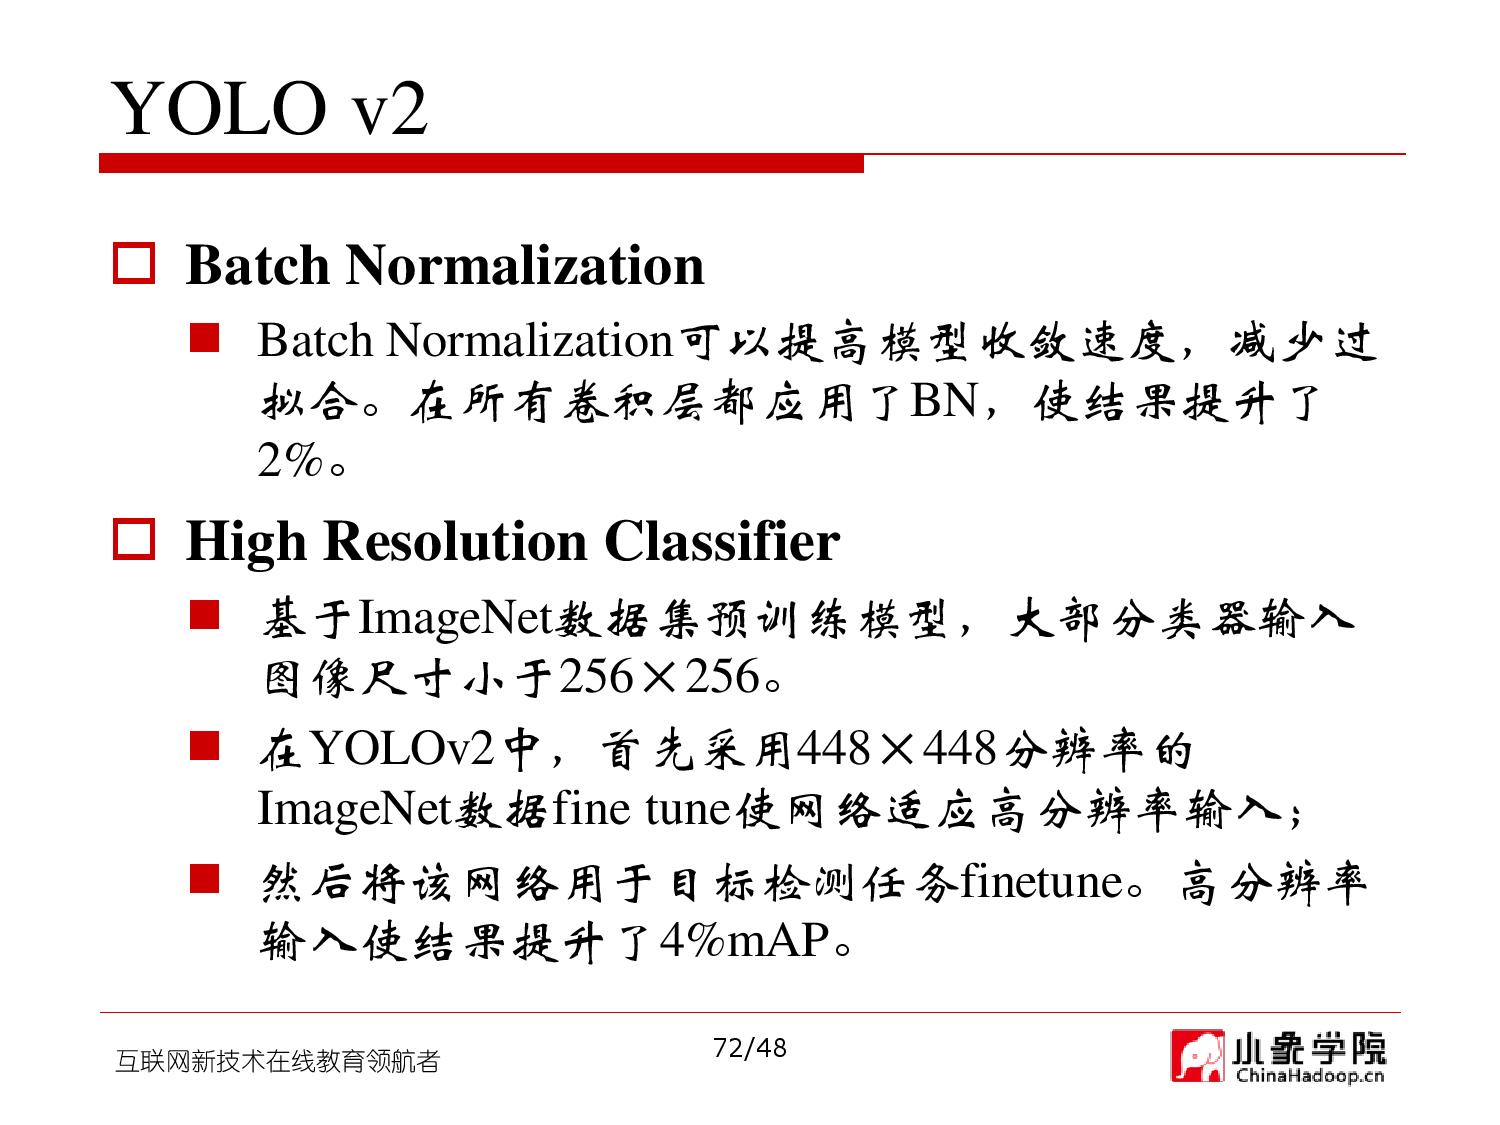 YOLO v2
Batch Normalization
Batch Normalization可以提高模型收敛速度，减少过
拟合。在所有卷积层都应用了BN，使结果提升了
2%。
High Resolution Classifier
基于ImageNet数据集预训练模型，大部分类器输入
图像尺寸小于256×256。
在YOLOv2中，首先采用448×448分辨率的
ImageNet数据fine tune使网络适应高分辨率输入；
然后将该网络用于目标检测任务finetune。高分辨率
输入使结果提升了4%mAP。
互联网新技术在线教育领航者
72/48
小象学院
ChinaHadoop.cn